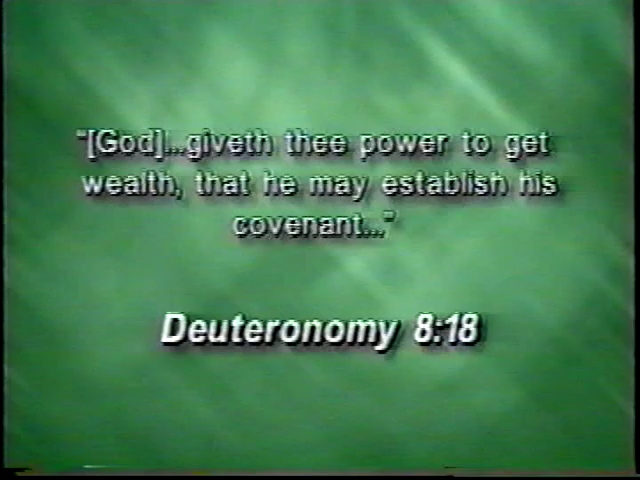 "[God]...giveth thee power to get
wealth, that he may establish his
covenant..."
Deuteronomy 8:18